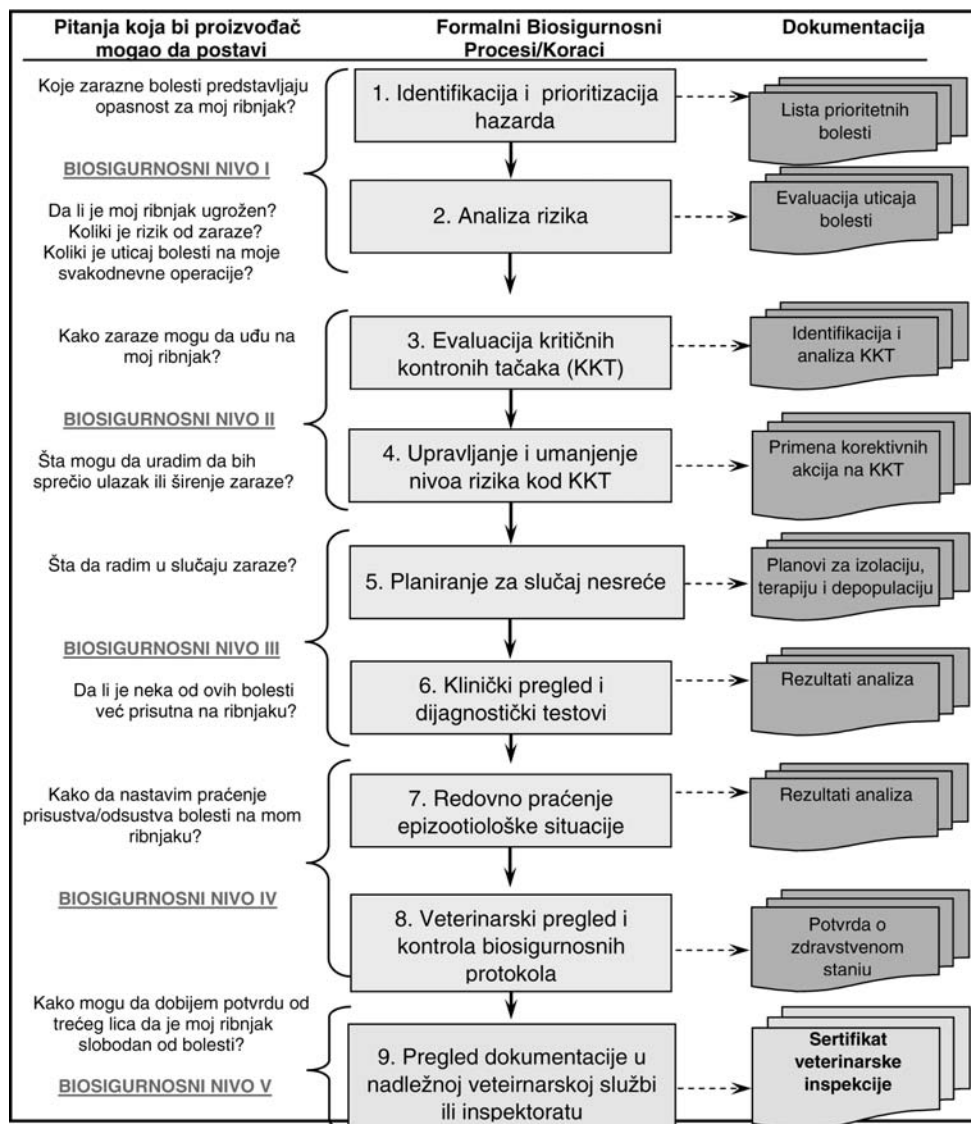 Pitanja koja bi proizvođač
mogao da postavi
Formalni Biosigurnosni
Procesi/Koraci
Dokumentacija
Koje zarazne bolesti predstavljaju
opasnost za moj ribnjak?
1. Identifikacija i prioritizacija
hazarda
Lista prioritetnih
bolesti
BIOSIGURNOSNI NIVO I
Da li je moj ribnjak ugrožen?
Koliki je rizik od zaraze?
Koliki je uticaj bolesti na moje
svakodnevne operacije?
2. Analiza rizika
Evaluacija uticaja
bolesti
Kako zaraze mogu da uđu na
moj ribnjak?
3. Evaluacija kritičnih
kontronih tačaka (KKT)
Identifikacija i
analiza KKT
BIOSIGURNOSNI NIVO II
Šta mogu da uradim da bih
sprečio ulazak ili širenje zaraze?
4. Upravljanje i umanjenje
nivoa rizika kod KKT
Primena korektivnih
akcija na KKT
Šta da radim u slučaju zaraze?
5. Planiranje za slučaj nesreće
Planovi za izolaciju,
terapiju i depopulaciju
BIOSIGURNOSNI NIVO III
Da li je neka od ovih bolesti
već prisutna na ribnjaku?
6. Klinički pregled i
dijagnostički testovi
Rezultati analiza
Kako da nastavim praćenje
prisustva/odsustva bolesti na mom
ribnjaku?
7. Redovno praćenje
epizootiološke situacije
Rezultati analiza
BIOSIGURNOSNI NIVO IV
8. Veterinarski pregled i
kontrola biosigurnosnih
protokola
Potvrda o
zdravstvenom
staniu
Kako mogu da dobijem potvrdu od
trećeg lica da je moj ribnjak
slobodan od bolesti?
BIOSIGURNOSNI NIVO V
9. Pregled dokumentacije u
nadležnoj veteirnarskoj službi
ili inspektoratu
Sertifikat
veterinarske
inspekcije